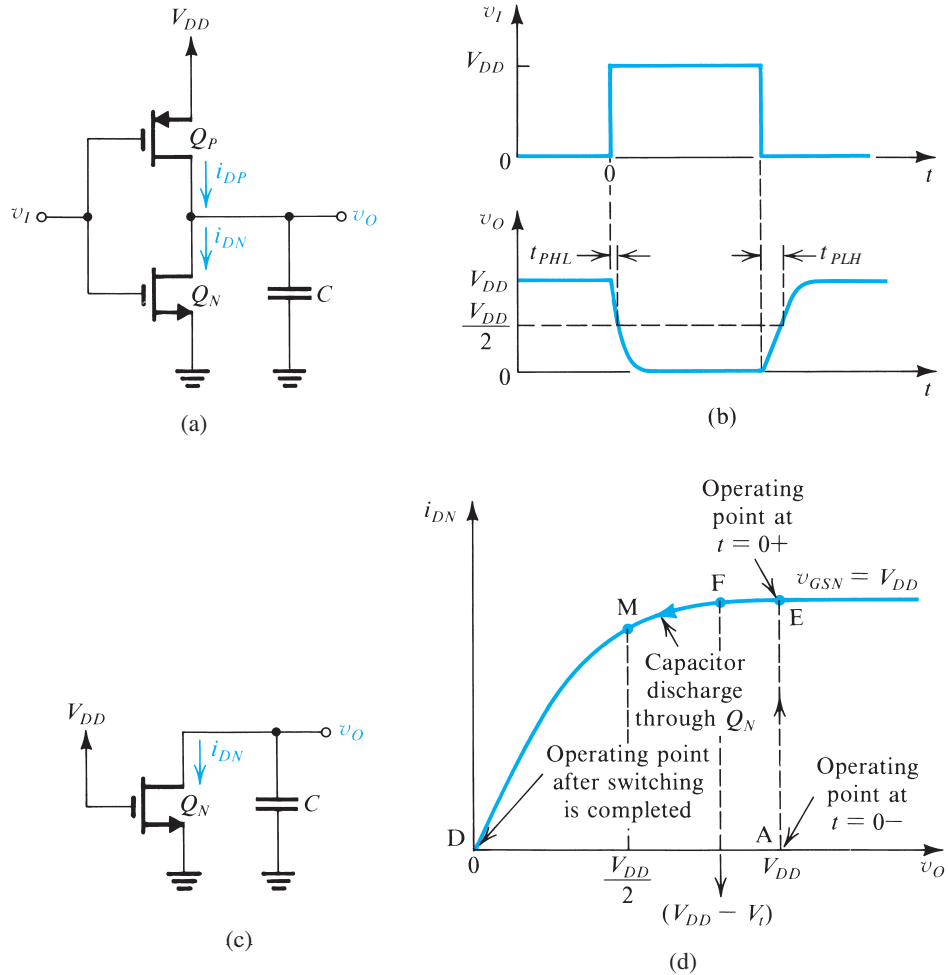 V_DD
Q_P
i_DP
v_I
v_O
i_DN
Q_N
C
(a)
v_I
V_DD
0
0
t
v_O
t_PHL
t_PLH
V_DD
V_DD
2
0
t
(b)
V_DD
v_O
i_DN
Q_N
C
(c)
i_DN
Operating
point at
t = 0+
v_GSN = V_DD
F
M
E
Capacitor
discharge
through Q_N
Operating point
after switching
is completed
Operating
point at
t = 0−
D
A
0
V_DD
2
V_DD
v_O
(V_DD − V_t)
(d)